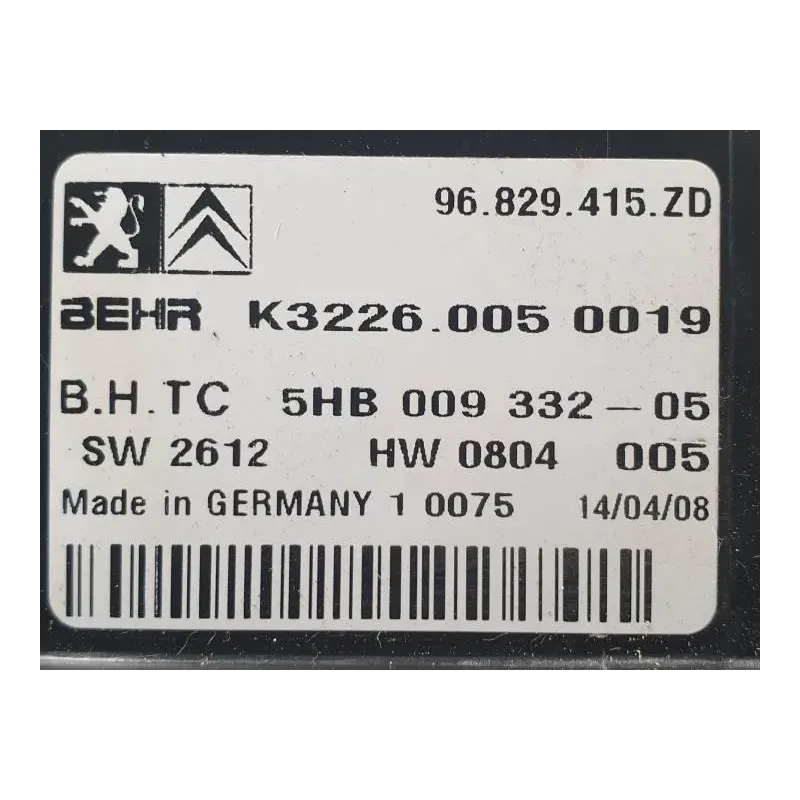 96.829.415.ZD
BEHR K3226.005 0019
B.H.TC 5HB 009 332-05
SW 2612 HW 0804 005
Made in GERMANY 1 0075 14/04/08